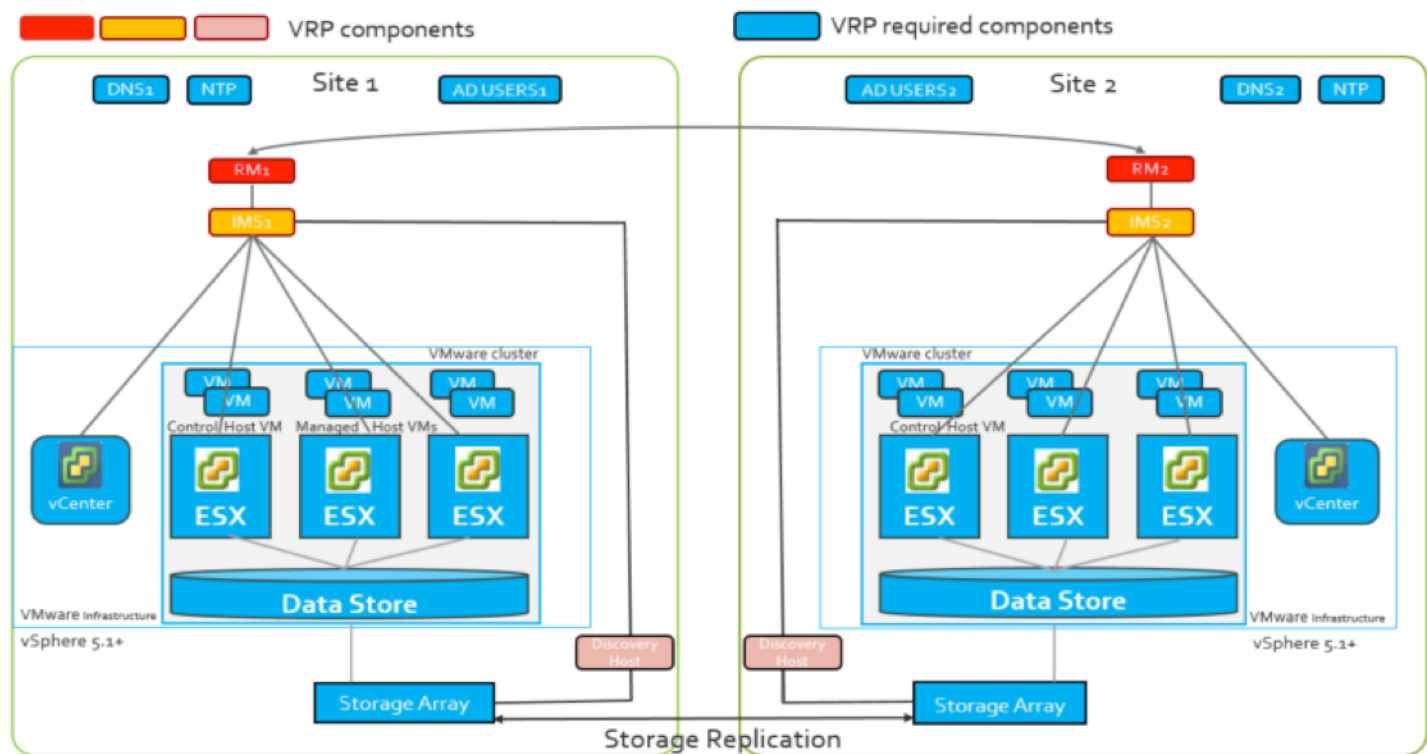 VRP components
VRP required components
Site 1
DNS1
NTP
AD USERS1
RM1
IMS1
VMware cluster
VM
VM
VM
VM
VM
VM
Control Host VM
Managed Host VMs
vCenter
ESX
ESX
ESX
Data Store
VMware Infrastructure
vSphere 5.1+
Discovery
Host
Storage Array
Site 2
AD USERS2
DNS2
NTP
RM2
IMS2
VMware cluster
VM
VM
VM
VM
VM
VM
Control Host VM
ESX
ESX
ESX
vCenter
Data Store
VMware Infrastructure
vSphere 5.1+
Discovery
Host
Storage Array
Storage Replication